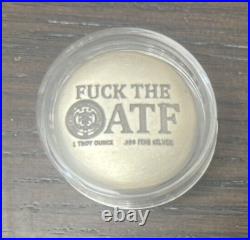 FUCK THE
ATF
1 TROY OUNCE .999 FINE SILVER